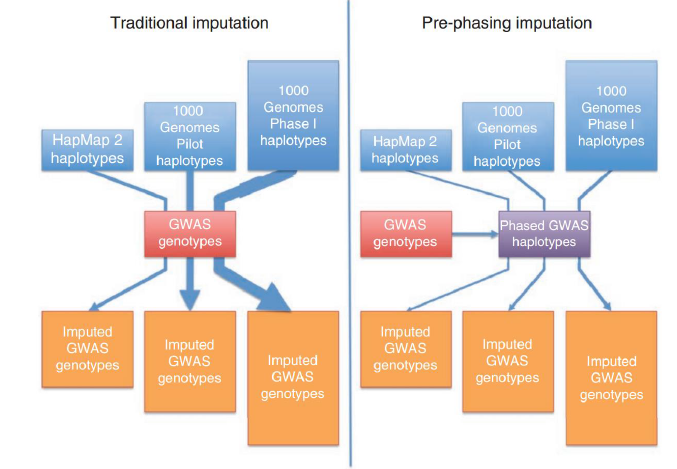 Traditional imputation
HapMap 2
haplotypes
1000
Genomes
Pilot
haplotypes
1000
Genomes
Phase I
haplotypes
GWAS
genotypes
Imputed
GWAS
genotypes
Imputed
GWAS
genotypes
Imputed
GWAS
genotypes
Pre-phasing imputation
HapMap 2
haplotypes
1000
Genomes
Pilot
haplotypes
1000
Genomes
Phase I
haplotypes
GWAS
genotypes
Phased GWAS
haplotypes
Imputed
GWAS
genotypes
Imputed
GWAS
genotypes
Imputed
GWAS
genotypes